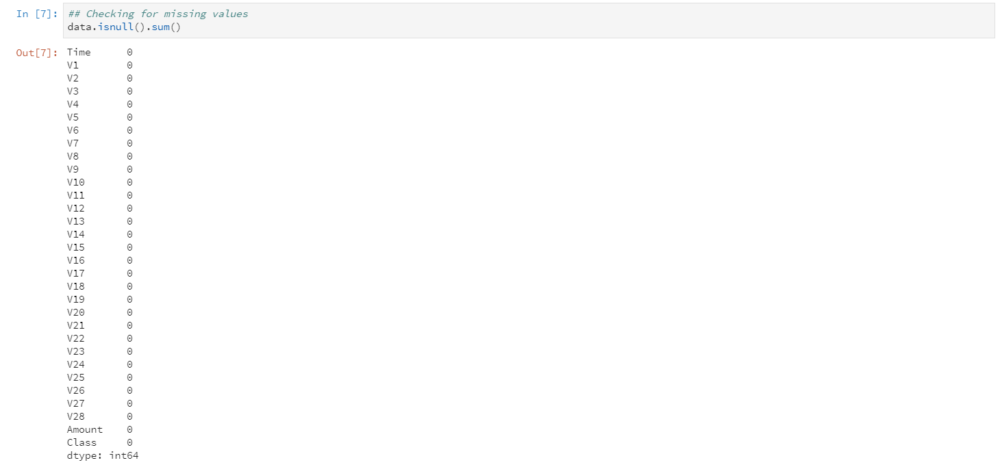 In [7]: ## Checking for missing values
data.isnull().sum()
Out[7]: Time 0
V1 0
V2 0
V3 0
V4 0
V5 0
V6 0
V7 0
V8 0
V9 0
V10 0
V11 0
V12 0
V13 0
V14 0
V15 0
V16 0
V17 0
V18 0
V19 0
V20 0
V21 0
V22 0
V23 0
V24 0
V25 0
V26 0
V27 0
V28 0
Amount 0
Class 0
dtype: int64